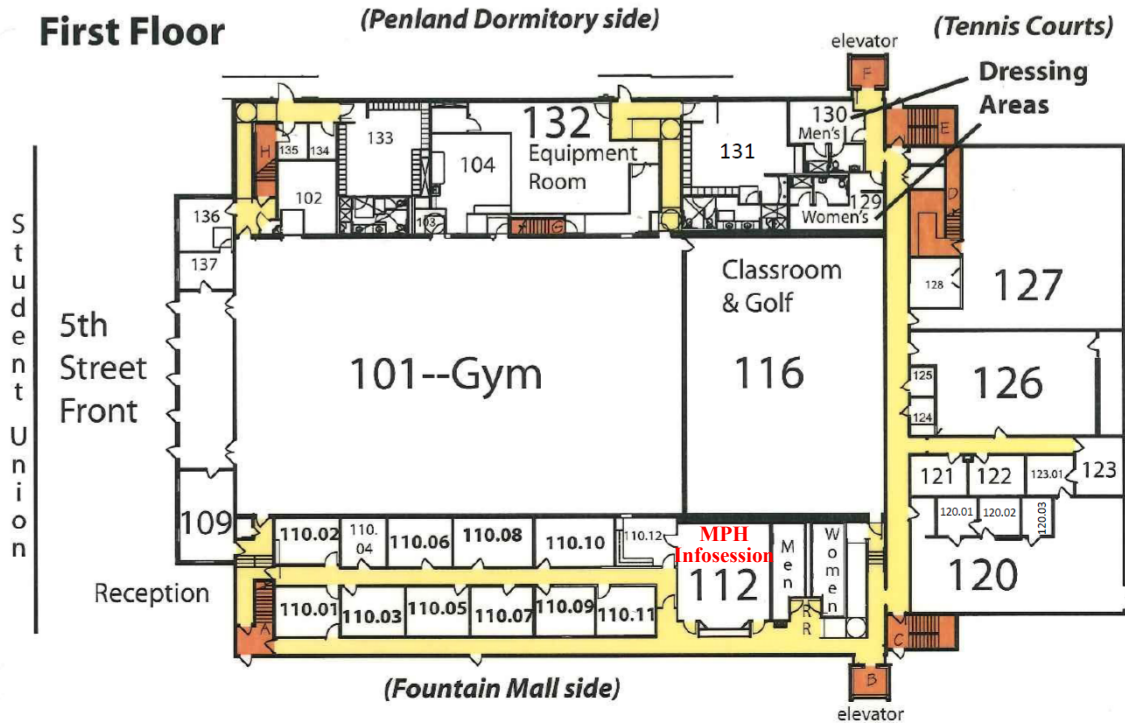 First Floor
(Penland Dormitory side)
(Tennis Courts)
elevator
F
Dressing
Areas
130
Men's
E
H
135
134
133
132
Equipment
Room
104
131
102
103
G
129
Women's
D
136
137
128
127
Student Union
5th
Street
Front
101--Gym
Classroom
& Golf
116
125
124
126
121
122
123.01
123
120.01
120.02
120.03
120
109
110.02
110.
04
110.06
110.08
110.10
110.12
MPH
Infosession
112
Men
Women
RR
Reception
A
110.01
110.03
110.05
110.07
110.09
110.11
C
B
(Fountain Mall side)
elevator